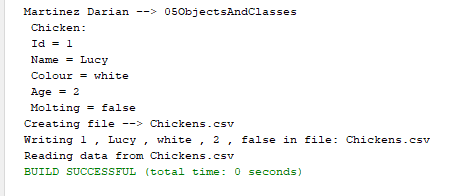 Martinez Darian --> 05ObjectsAndClasses
Chicken:
Id = 1
Name = Lucy
Colour = white
Age = 2
Molting = false
Creating file --> Chickens.csv
Writing 1 , Lucy , white , 2 , false in file: Chickens.csv
Reading data from Chickens.csv
BUILD SUCCESSFUL (total time: 0 seconds)